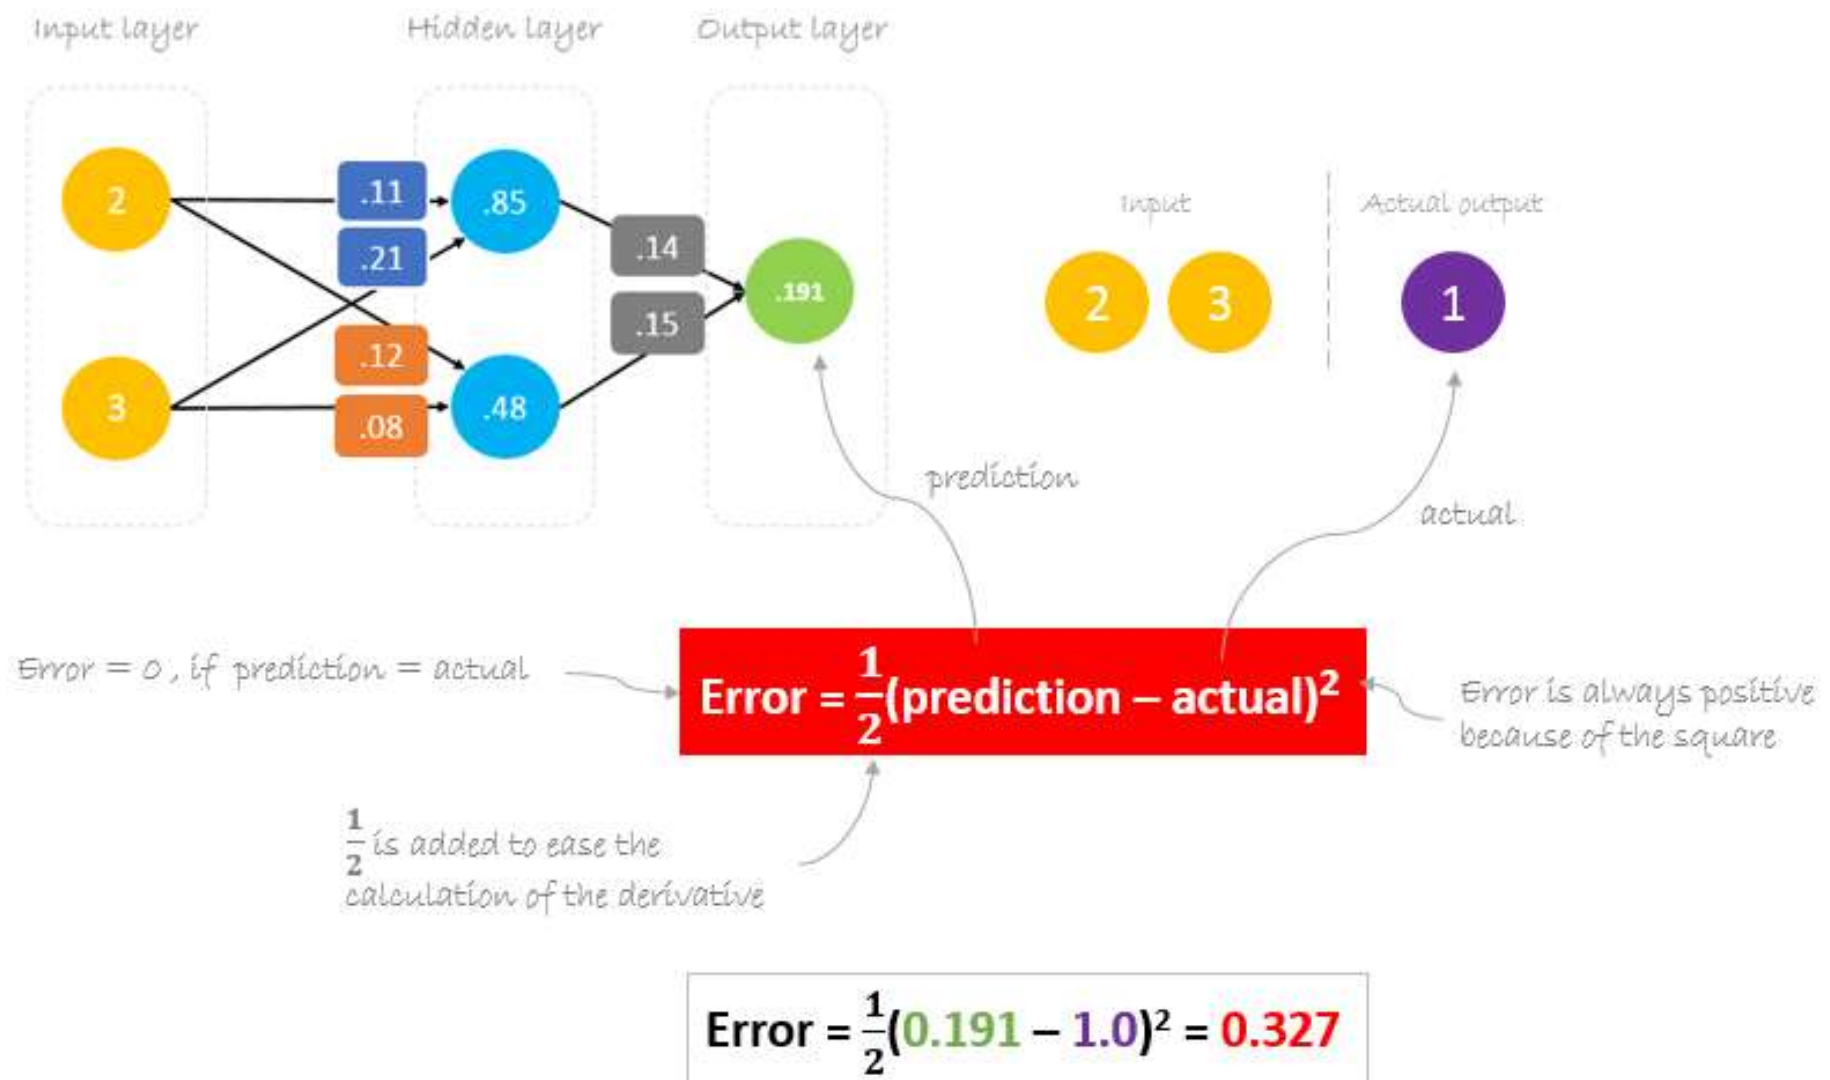 Input layer
Hidden layer
Output layer
2
.11
.85
.21
.14
.191
.15
3
.12
.48
.08
Input
Actual output
2
3
1
prediction
actual
Error = 0, if prediction = actual
Error = 1/2(prediction – actual)²
Error is always positive
because of the square
1/2 is added to ease the
calculation of the derivative
Error = 1/2(0.191 – 1.0)² = 0.327